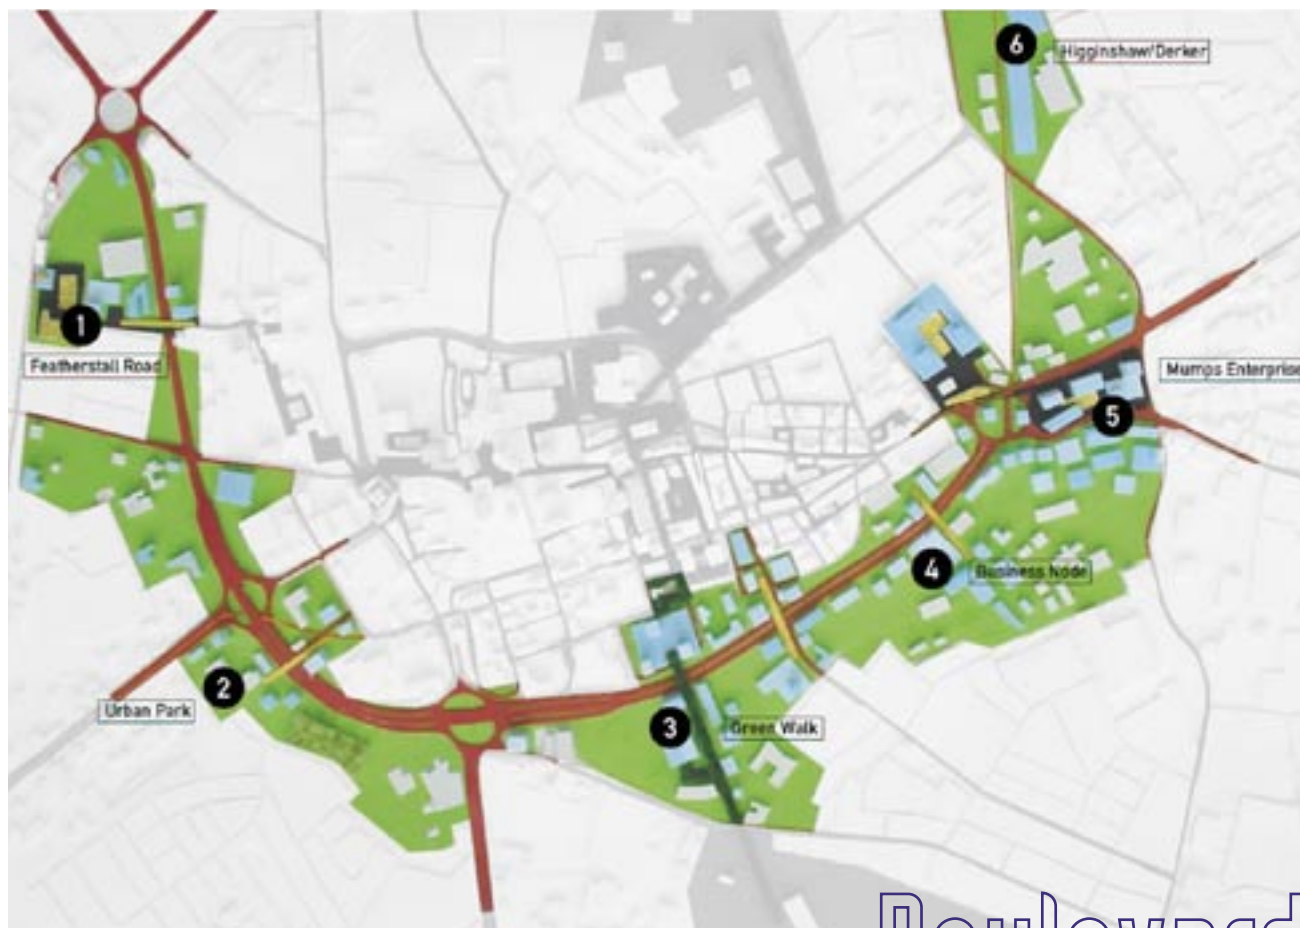 6
Higginshaw/Derker
1
Featherstall Road
Mumps Enterprise
5
4
Business Node
2
Urban Park
3
Green Walk